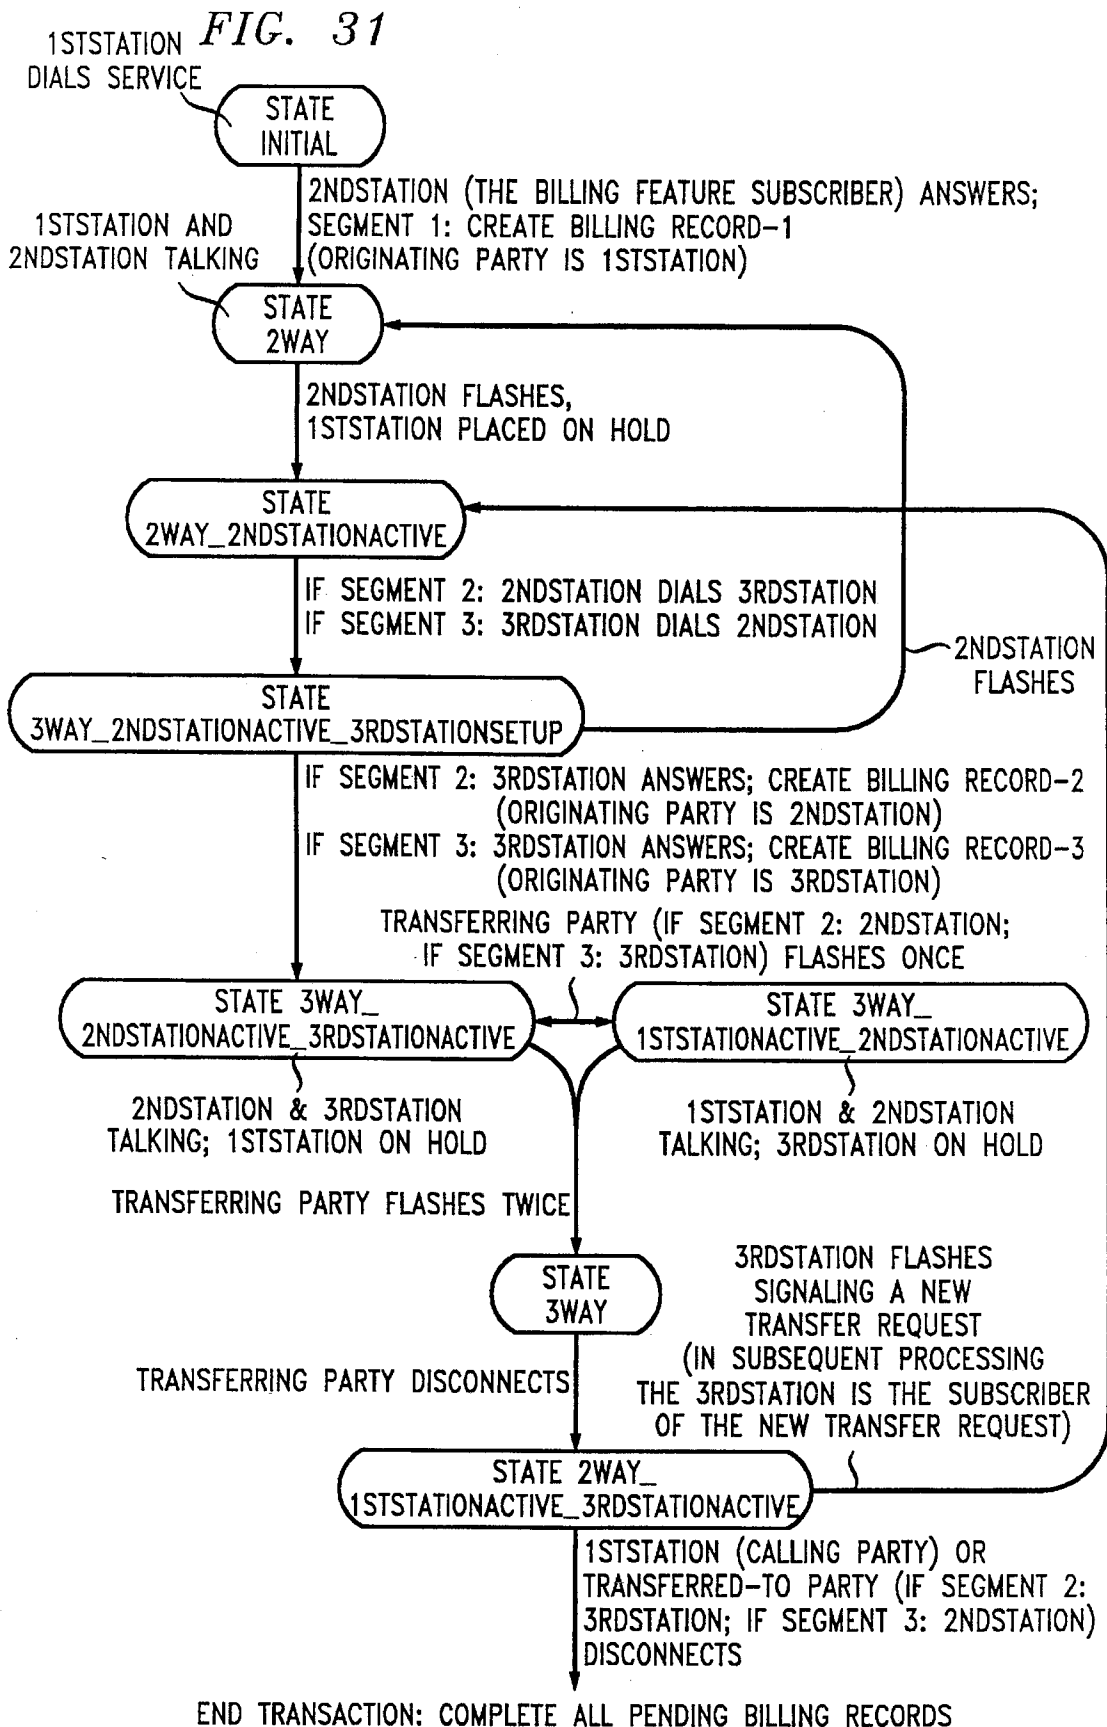 FIG. 31
1STSTATION
DIALS SERVICE
STATE
INITIAL
2NDSTATION (THE BILLING FEATURE SUBSCRIBER) ANSWERS;
SEGMENT 1: CREATE BILLING RECORD-1
(ORIGINATING PARTY IS 1STSTATION)
1STSTATION AND
2NDSTATION TALKING
STATE
2WAY
2NDSTATION FLASHES,
1STSTATION PLACED ON HOLD
STATE
2WAY_2NDSTATIONACTIVE
IF SEGMENT 2: 2NDSTATION DIALS 3RDSTATION
IF SEGMENT 3: 3RDSTATION DIALS 2NDSTATION
2NDSTATION
FLASHES
STATE
3WAY_2NDSTATIONACTIVE_3RDSTATIONSETUP
IF SEGMENT 2: 3RDSTATION ANSWERS; CREATE BILLING RECORD-2
(ORIGINATING PARTY IS 2NDSTATION)
IF SEGMENT 3: 3RDSTATION ANSWERS; CREATE BILLING RECORD-3
(ORIGINATING PARTY IS 3RDSTATION)
TRANSFERRING PARTY (IF SEGMENT 2: 2NDSTATION;
IF SEGMENT 3: 3RDSTATION) FLASHES ONCE
STATE 3WAY_
2NDSTATIONACTIVE_3RDSTATIONACTIVE
STATE 3WAY_
1STSTATIONACTIVE_2NDSTATIONACTIVE
2NDSTATION & 3RDSTATION
TALKING; 1STSTATION ON HOLD
1STSTATION & 2NDSTATION
TALKING; 3RDSTATION ON HOLD
TRANSFERRING PARTY FLASHES TWICE
STATE
3WAY
3RDSTATION FLASHES
SIGNALING A NEW
TRANSFER REQUEST
(IN SUBSEQUENT PROCESSING
THE 3RDSTATION IS THE SUBSCRIBER
OF THE NEW TRANSFER REQUEST)
TRANSFERRING PARTY DISCONNECTS
STATE 2WAY_
1STSTATIONACTIVE_3RDSTATIONACTIVE
1STSTATION (CALLING PARTY) OR
TRANSFERRED-TO PARTY (IF SEGMENT 2:
3RDSTATION; IF SEGMENT 3: 2NDSTATION)
DISCONNECTS
END TRANSACTION: COMPLETE ALL PENDING BILLING RECORDS